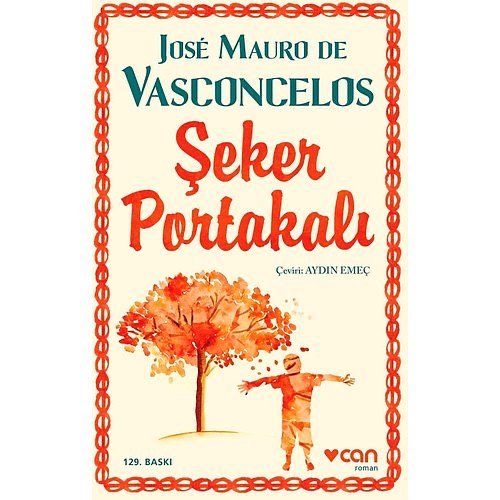 JOSÉ MAURO DE
VASCONCELOS
Şeker
Portakalı
Çeviri: AYDIN EMEÇ
129. BASKI
can
roman